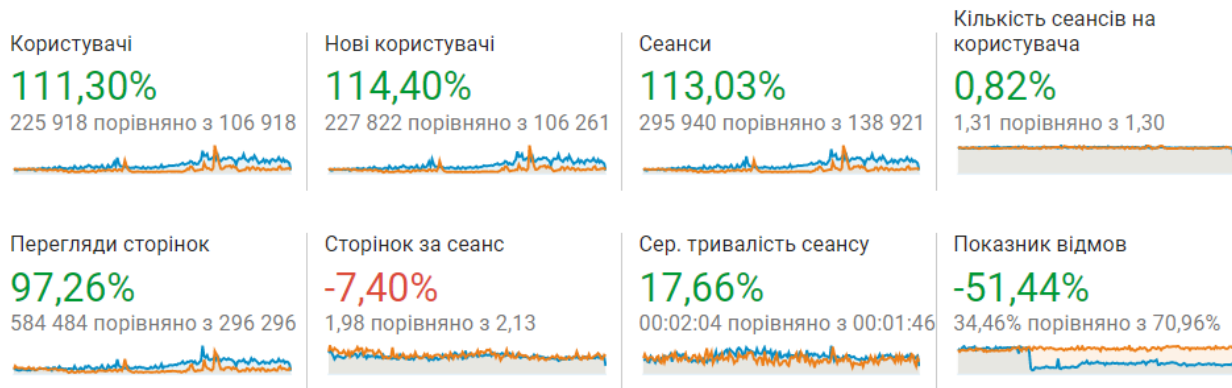 Користувачі
111,30%
225 918 порівняно з 106 918
Нові користувачі
114,40%
227 822 порівняно з 106 261
Сеанси
113,03%
295 940 порівняно з 138 921
Кількість сеансів на
користувача
0,82%
1,31 порівняно з 1,30
Перегляди сторінок
97,26%
584 484 порівняно з 296 296
Сторінок за сеанс
-7,40%
1,98 порівняно з 2,13
Сер. тривалість сеансу
17,66%
00:02:04 порівняно з 00:01:46
Показник відмов
-51,44%
34,46% порівняно з 70,96%